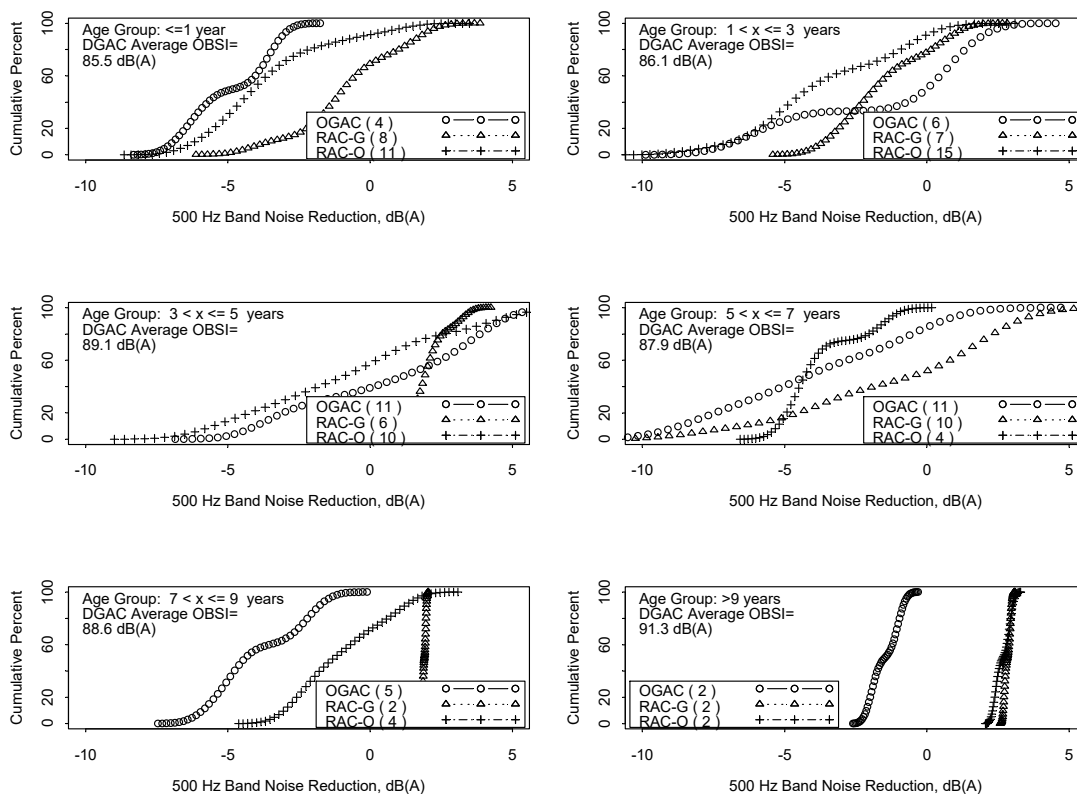 Cumulative Percent
0 20 60 100
Age Group: <=1 year
DGAC Average OBSI=
85.5 dB(A)
OGAC ( 4)
RAC-G ( 8)
RAC-O ( 11)
-10 -5 0 5
500 Hz Band Noise Reduction, dB(A)
Cumulative Percent
0 20 60 100
Age Group: 1 < x <= 3 years
DGAC Average OBSI=
86.1 dB(A)
OGAC ( 6)
RAC-G ( 7)
RAC-O ( 15)
-10 -5 0 5
500 Hz Band Noise Reduction, dB(A)
Cumulative Percent
0 20 60 100
Age Group: 3 < x <= 5 years
DGAC Average OBSI=
89.1 dB(A)
OGAC ( 11)
RAC-G ( 6)
RAC-O ( 10)
-10 -5 0 5
500 Hz Band Noise Reduction, dB(A)
Cumulative Percent
0 20 60 100
Age Group: 5 < x <= 7 years
DGAC Average OBSI=
87.9 dB(A)
OGAC ( 11)
RAC-G ( 10)
RAC-O ( 4)
-10 -5 0 5
500 Hz Band Noise Reduction, dB(A)
Cumulative Percent
0 20 60 100
Age Group: 7 < x <= 9 years
DGAC Average OBSI=
88.6 dB(A)
OGAC ( 5)
RAC-G ( 2)
RAC-O ( 4)
-10 -5 0 5
500 Hz Band Noise Reduction, dB(A)
Cumulative Percent
0 20 60 100
Age Group: >9 years
DGAC Average OBSI=
91.3 dB(A)
OGAC ( 2)
RAC-G ( 2)
RAC-O ( 2)
-10 -5 0 5
500 Hz Band Noise Reduction, dB(A)